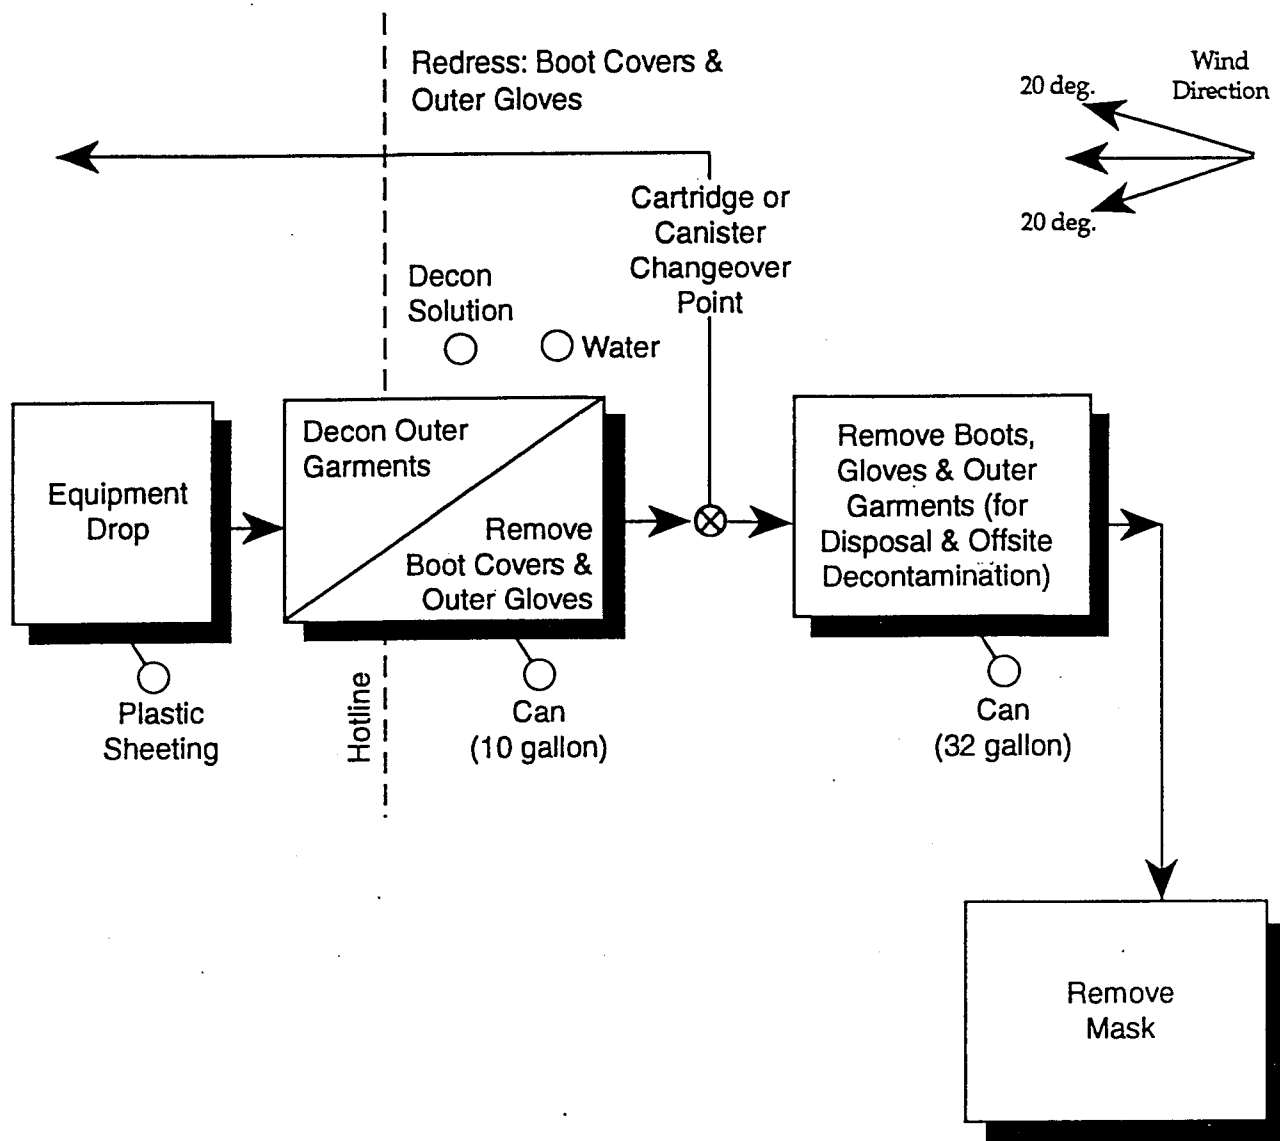 Redress: Boot Covers &
Outer Gloves
Wind
Direction
20 deg.
20 deg.
Cartridge or
Canister
Changeover
Point
Decon
Solution
Water
Equipment
Drop
Decon Outer
Garments
Remove
Boot Covers &
Outer Gloves
Remove Boots,
Gloves & Outer
Garments (for
Disposal & Offsite
Decontamination)
Plastic
Sheeting
Hotline
Can
(10 gallon)
Can
(32 gallon)
Remove
Mask